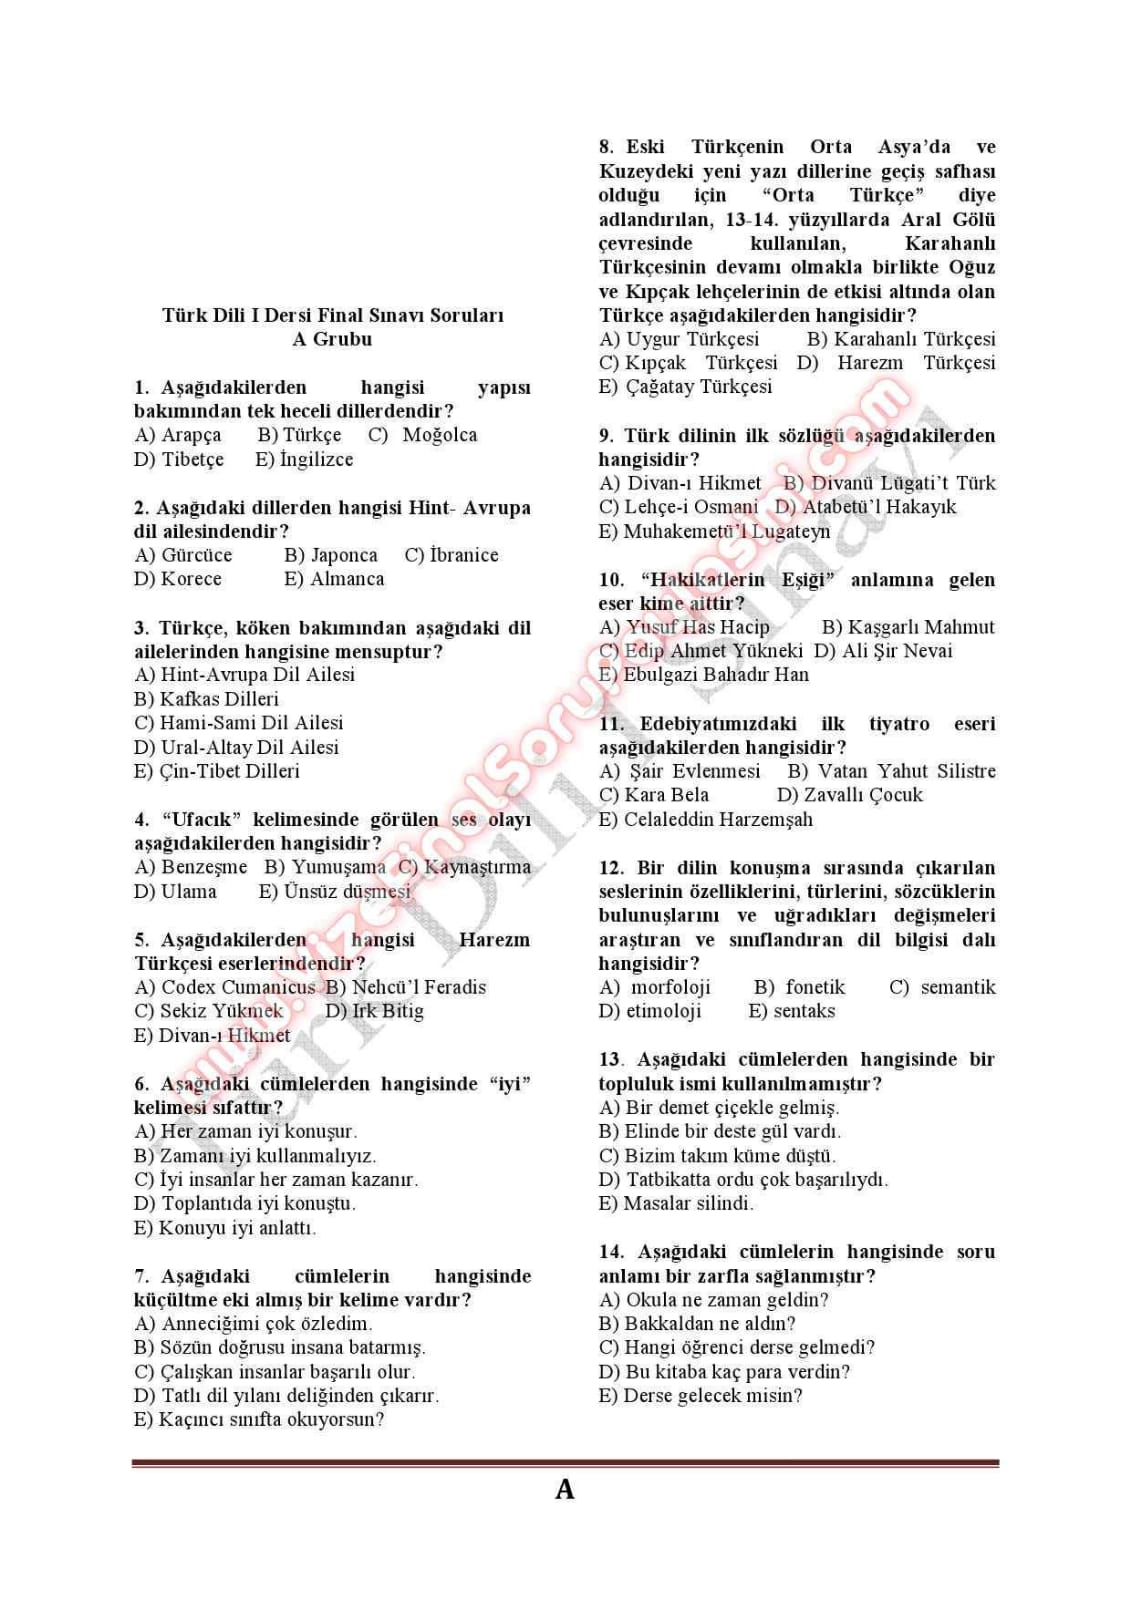 Türk Dili I Dersi Final Sınavı Soruları
A Grubu
1. Aşağıdakilerden hangisi yapısı
bakımından tek heceli dillerdendir?
A) Arapça B) Türkçe C) Moğolca
D) Tibetçe E) İngilizce
2. Aşağıdaki dillerden hangisi Hint- Avrupa
dil ailesindendir?
A) Gürcüce B) Japonca C) İbranice
D) Korece E) Almanca
3. Türkçe, köken bakımından aşağıdaki dil
ailelerinden hangisine mensuptur?
A) Hint-Avrupa Dil Ailesi
B) Kafkas Dilleri
C) Hami-Sami Dil Ailesi
D) Ural-Altay Dil Ailesi
E) Çin-Tibet Dilleri
4. “Ufacık” kelimesinde görülen ses olayı
aşağıdakilerden hangisidir?
A) Benzeşme B) Yumuşama C) Kaynaştırma
D) Ulama E) Ünsüz düşmesi
5. Aşağıdakilerden hangisi Harezm
Türkçesi eserlerindendir?
A) Codex Cumanicus B) Nehcü’l Feradis
C) Sekiz Yükmek D) Irk Bitig
E) Divan-ı Hikmet
6. Aşağıdaki cümlelerden hangisinde “iyi”
kelimesi sıfattır?
A) Her zaman iyi konuşur.
B) Zamanı iyi kullanmalıyız.
C) İyi insanlar her zaman kazanır.
D) Toplantıda iyi konuştu.
E) Konuyu iyi anlattı.
7. Aşağıdaki cümlelerin hangisinde
küçültme eki almış bir kelime vardır?
A) Anneciğimi çok özledim.
B) Sözün doğrusu insana batarmış.
C) Çalışkan insanlar başarılı olur.
D) Tatlı dil yılanı deliğinden çıkarır.
E) Kaçıncı sınıfta okuyorsun?
8. Eski Türkçenin Orta Asya’da ve
Kuzeydeki yeni yazı dillerine geçiş safhası
olduğu için “Orta Türkçe” diye
adlandırılan, 13-14. yüzyıllarda Aral Gölü
çevresinde kullanılan, Karahanlı
Türkçesinin devamı olmakla birlikte Oğuz
ve Kıpçak lehçelerinin de etkisi altında olan
Türkçe aşağıdakilerden hangisidir?
A) Uygur Türkçesi B) Karahanlı Türkçesi
C) Kıpçak Türkçesi D) Harezm Türkçesi
E) Çağatay Türkçesi
9. Türk dilinin ilk sözlüğü aşağıdakilerden
hangisidir?
A) Divan-ı Hikmet B) Divanü Lügati’t Türk
C) Lehçe-i Osmani D) Atabetü’l Hakayık
E) Muhakemetü’l Lugateyn
10. “Hakikatlerin Eşiği” anlamına gelen
eser kime aittir?
A) Yusuf Has Hacip B) Kaşgarlı Mahmut
C) Edip Ahmet Yükneki D) Ali Şir Nevai
E) Ebulgazi Bahadır Han
11. Edebiyatımızdaki ilk tiyatro eseri
aşağıdakilerden hangisidir?
A) Şair Evlenmesi B) Vatan Yahut Silistre
C) Kara Bela D) Zavallı Çocuk
E) Celaleddin Harzemşah
12. Bir dilin konuşma sırasında çıkarılan
seslerinin özelliklerini, türlerini, sözcüklerin
bulunuşlarını ve uğradıkları değişmeleri
araştıran ve sınıflandıran dil bilgisi dalı
hangisidir?
A) morfoloji B) fonetik C) semantik
D) etimoloji E) sentaks
13. Aşağıdaki cümlelerden hangisinde bir
topluluk ismi kullanılmamıştır?
A) Bir demet çiçekle gelmiş.
B) Elinde bir deste gül vardı.
C) Bizim takım küme düştü.
D) Tatbikatta ordu çok başarılıydı.
E) Masalar silindi.
14. Aşağıdaki cümlelerin hangisinde soru
anlamı bir zarfla sağlanmıştır?
A) Okula ne zaman geldin?
B) Bakkaldan ne aldın?
C) Hangi öğrenci derse gelmedi?
D) Bu kitaba kaç para verdin?
E) Derse gelecek misin?
www.VizeFinalSoruPaylasimi.com
Türk Dili I Sınavı
A